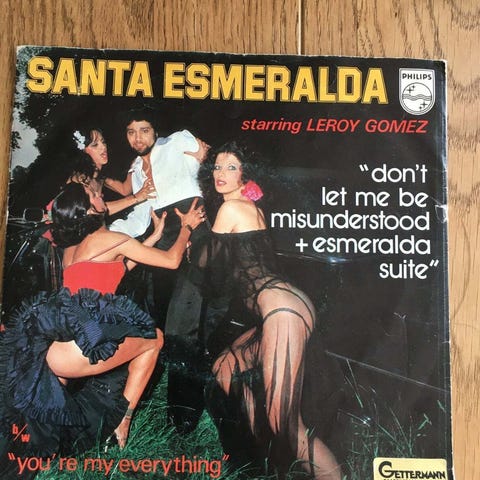 SANTA ESMERALDA
PHILIPS
starring LEROY GOMEZ
"don't
let me be
misunderstood
+ esmeralda
suite"
b/w
"you're my everything"
GETTERMANN